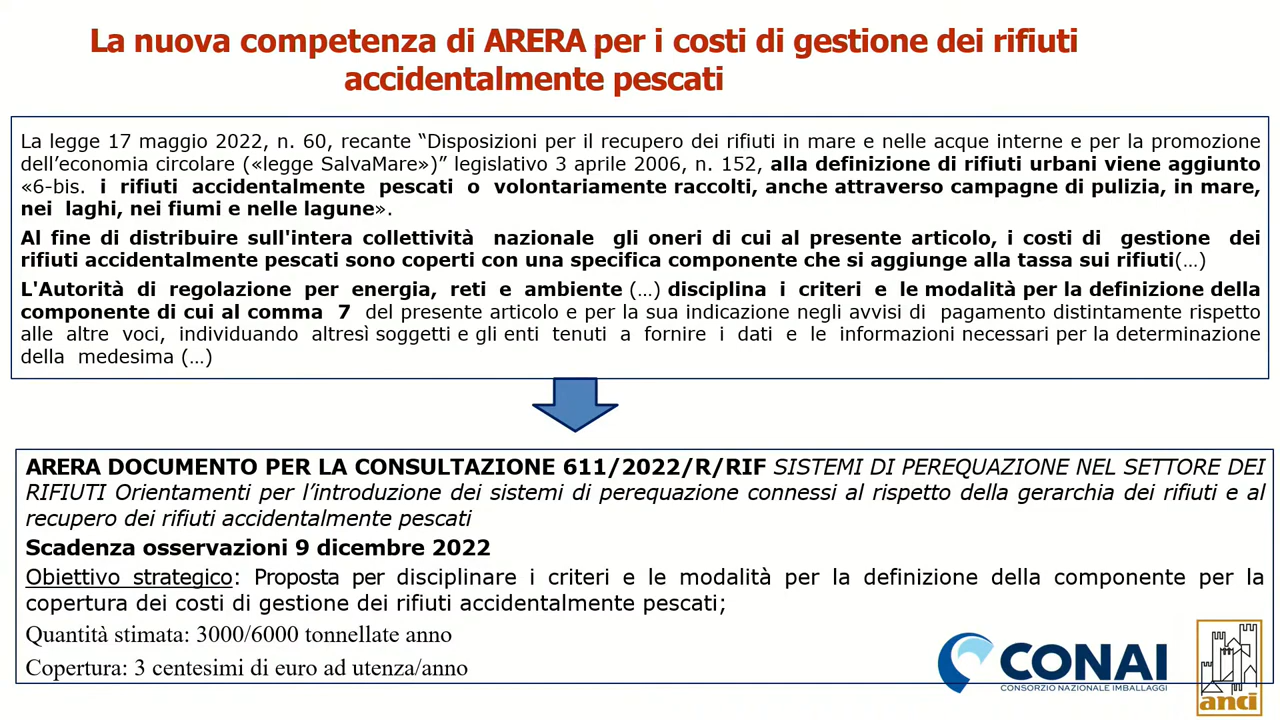 La nuova competenza di ARERA per i costi di gestione dei rifiuti
accidentalmente pescati
La legge 17 maggio 2022, n. 60, recante “Disposizioni per il recupero dei rifiuti in mare e nelle acque interne e per la promozione
dell’economia circolare («legge SalvaMare»)” legislativo 3 aprile 2006, n. 152, alla definizione di rifiuti urbani viene aggiunto
«6-bis. i rifiuti accidentalmente pescati o volontariamente raccolti, anche attraverso campagne di pulizia, in mare,
nei laghi, nei fiumi e nelle lagune».
Al fine di distribuire sull'intera collettività nazionale gli oneri di cui al presente articolo, i costi di gestione dei
rifiuti accidentalmente pescati sono coperti con una specifica componente che si aggiunge alla tassa sui rifiuti(…)
L'Autorità di regolazione per energia, reti e ambiente (…) disciplina i criteri e le modalità per la definizione della
componente di cui al comma 7 del presente articolo e per la sua indicazione negli avvisi di pagamento distintamente rispetto
alle altre voci, individuando altresì soggetti e gli enti tenuti a fornire i dati e le informazioni necessari per la determinazione
della medesima (…)
ARERA DOCUMENTO PER LA CONSULTAZIONE 611/2022/R/RIF SISTEMI DI PEREQUAZIONE NEL SETTORE DEI
RIFIUTI Orientamenti per l’introduzione dei sistemi di perequazione connessi al rispetto della gerarchia dei rifiuti e al
recupero dei rifiuti accidentalmente pescati
Scadenza osservazioni 9 dicembre 2022
Obiettivo strategico: Proposta per disciplinare i criteri e le modalità per la definizione della componente per la
copertura dei costi di gestione dei rifiuti accidentalmente pescati;
Quantità stimata: 3000/6000 tonnellate anno
Copertura: 3 centesimi di euro ad utenza/anno
CONAI
CONSORZIO NAZIONALE IMBALLAGGI
anci